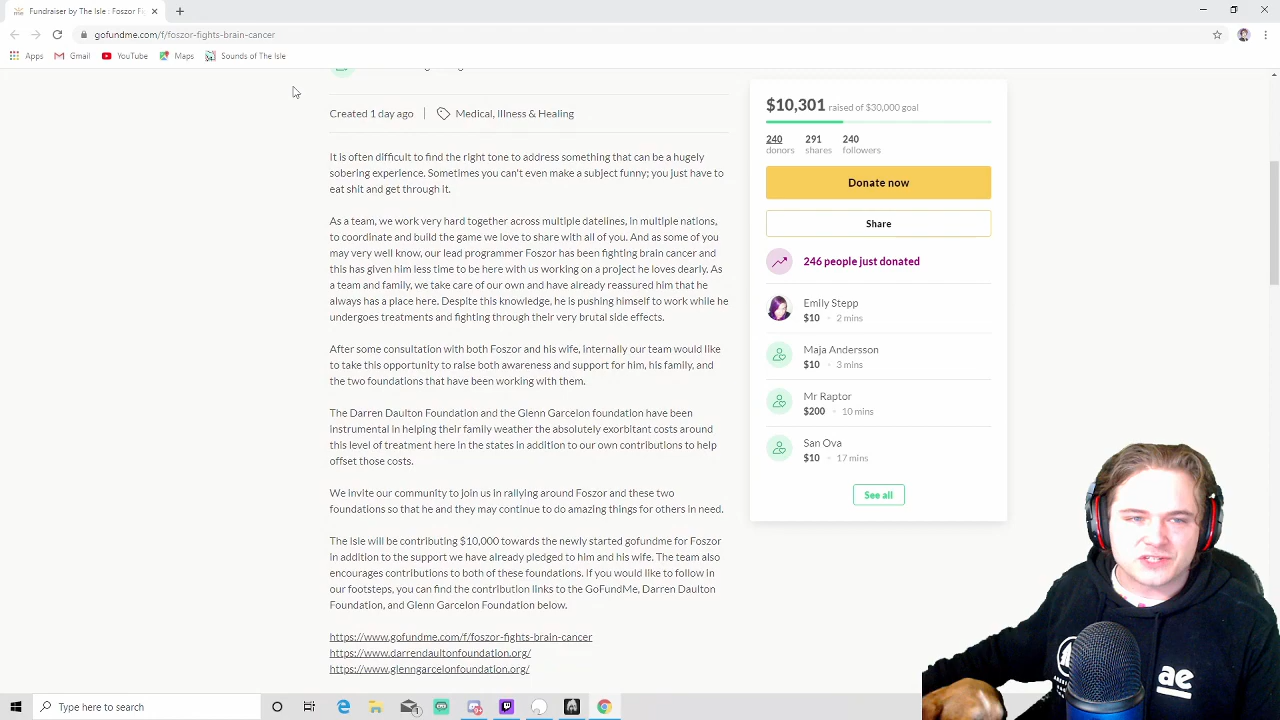 Fundraiser by The Isle : Foszor Fig
gofundme.com/f/foszor-fights-brain-cancer
Apps Gmail YouTube Maps Sounds of The Isle
Created 1 day ago Medical, Illness & Healing
It is often difficult to find the right tone to address something that can be a hugely
sobering experience. Sometimes you can't even make a subject funny; you just have to
eat shit and get through it.
As a team, we work very hard together across multiple datelines, in multiple nations,
to coordinate and build the game we love to share with all of you. And as some of you
may very well know, our lead programmer Foszor has been fighting brain cancer and
this has given him less time to be here with us working on a project he loves dearly. As
a team and family, we take care of our own and have already reassured him that he
always has a place here. Despite this knowledge, he is pushing himself to work while he
undergoes treatments and fighting through their very brutal side effects.
After some consultation with both Foszor and his wife, internally our team would like
to take this opportunity to raise both awareness and support for him, his family, and
the two foundations that have been working with them.
The Darren Daulton Foundation and the Glenn Garcelon foundation have been
instrumental in helping their family weather the absolutely exorbitant costs around
this level of treatment here in the states in addition to our own contributions to help
offset those costs.
We invite our community to join us in rallying around Foszor and these two
foundations so that he and they may continue to do amazing things for others in need.
The Isle will be contributing $10,000 towards the newly started gofundme for Foszor
in addition to the support we have already pledged to him and his wife. The team also
encourages contributions to both of these foundations. If you would like to follow in
our footsteps, you can find the contribution links to the GoFundMe, Darren Daulton
Foundation, and Glenn Garcelon Foundation below.
https://www.gofundme.com/f/foszor-fights-brain-cancer
https://www.darrendaultonfoundation.org/
https://www.glenngarcelonfoundation.org/
$10,301 raised of $30,000 goal
240 291 240
donors shares followers
Donate now
Share
246 people just donated
Emily Stepp
$10 • 2 mins
Maja Andersson
$10 • 3 mins
Mr Raptor
$200 • 10 mins
San Ova
$10 • 17 mins
See all
ae
Type here to search